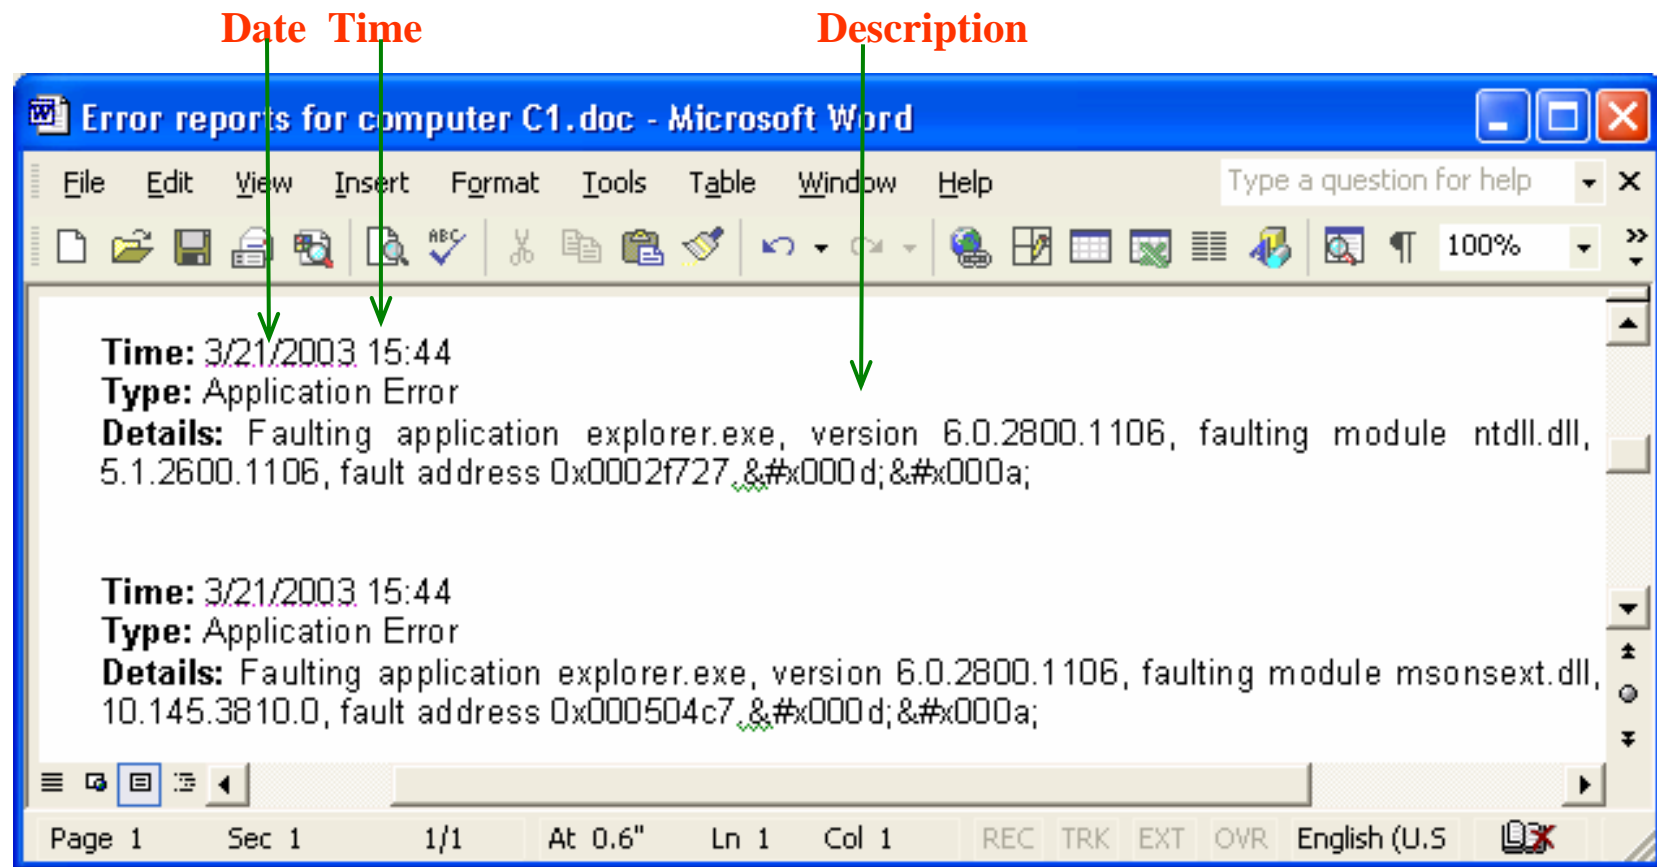 Date Time Description
Error reports for computer C1.doc - Microsoft Word
File Edit View Insert Format Tools Table Window Help Type a question for help
ABC 100%
Time: 3/21/2003 15:44
Type: Application Error
Details: Faulting application explorer.exe, version 6.0.2800.1106, faulting module ntdll.dll,
5.1.2600.1106, fault address 0x0002f727.&#x000d;&#x000a;
Time: 3/21/2003 15:44
Type: Application Error
Details: Faulting application explorer.exe, version 6.0.2800.1106, faulting module msonsext.dll,
10.145.3810.0, fault address 0x000504c7.&#x000d;&#x000a;
Page 1 Sec 1 1/1 At 0.6" Ln 1 Col 1 REC TRK EXT OVR English (U.S